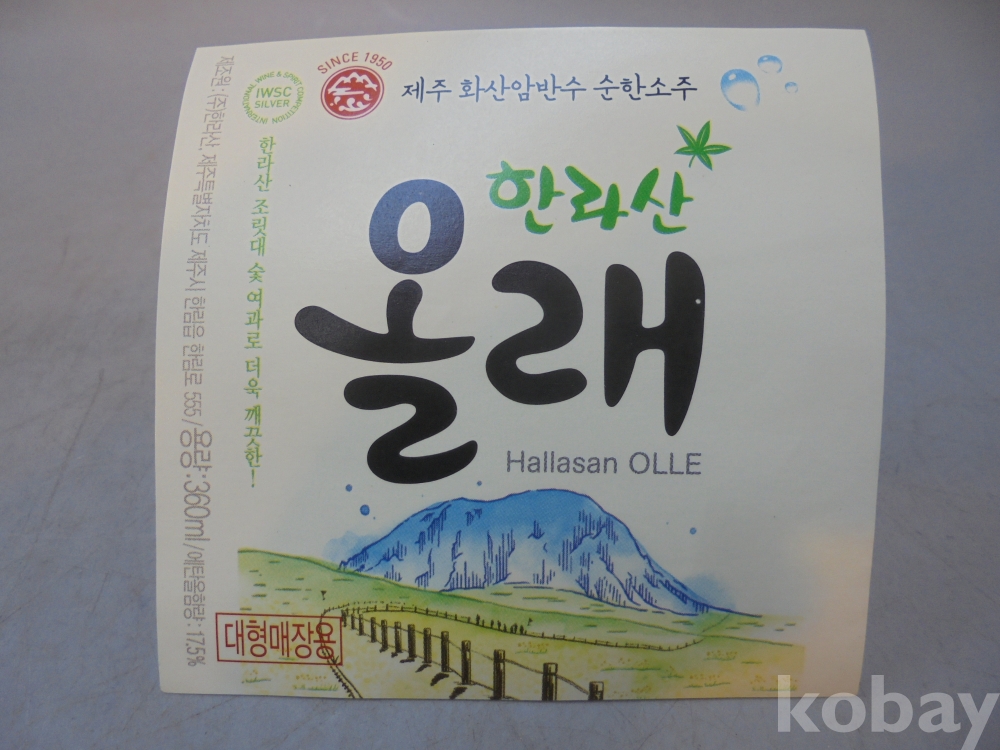 제조원 : (주)한라산, 제주특별자치도 제주시 한림읍 한림로 555 / 용량:360ml / 에탄올함량 : 17.5%
INTERNATIONAL WINE & SPIRIT COMPETITION
IWSC
SILVER
SINCE 1950
제주 화산암반수 순한소주
한라산 조릿대 숯 여과로 더욱 깨끗한!
한라산
올래
Hallasan OLLE
대형매장용
kobay